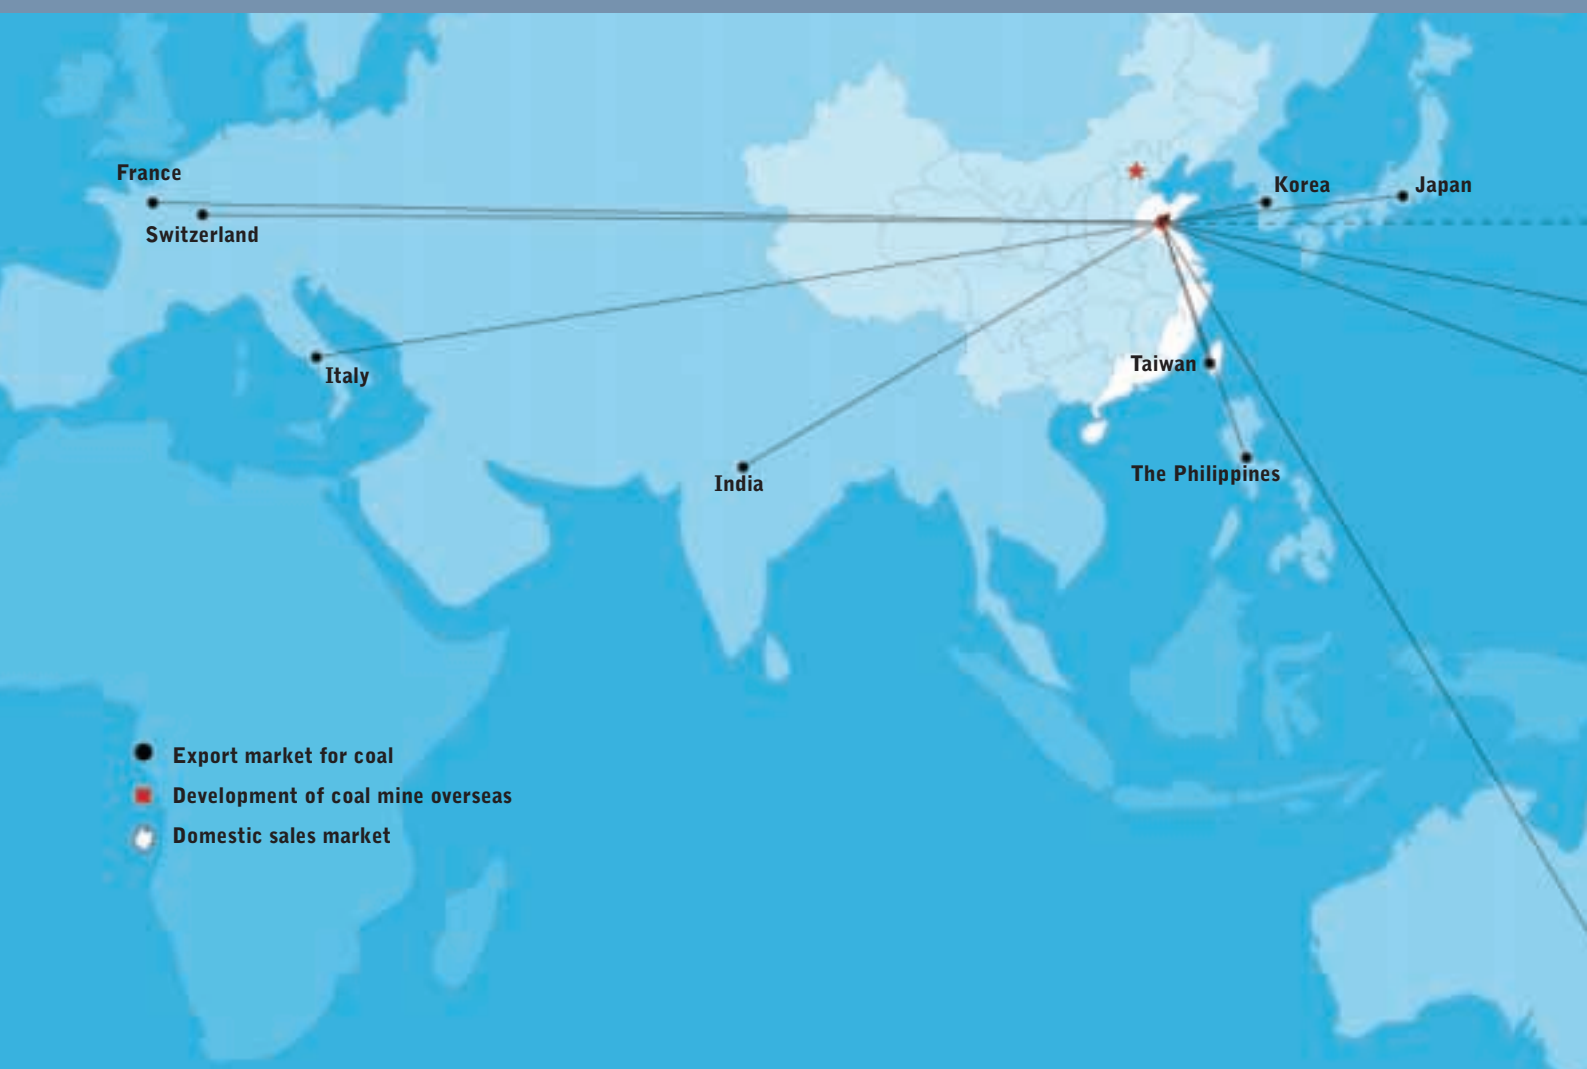 France
Switzerland
Korea
Japan
Italy
Taiwan
India
The Philippines
Export market for coal
Development of coal mine overseas
Domestic sales market